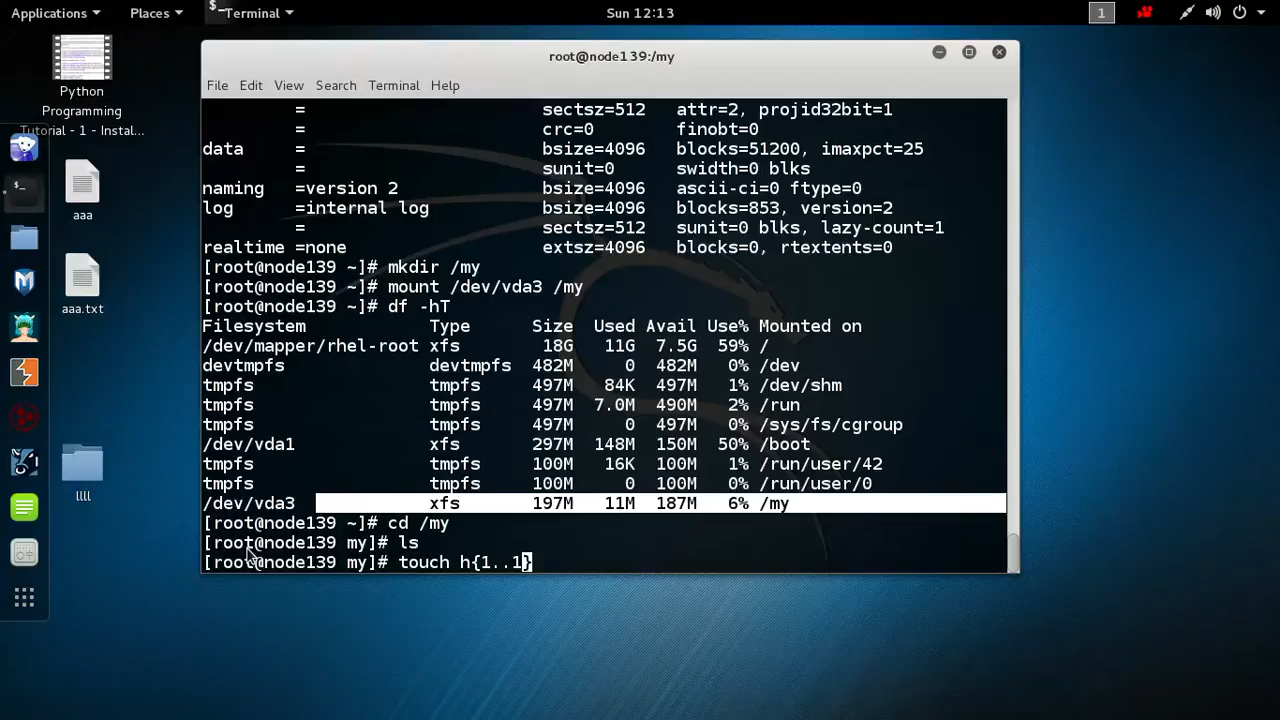 Applications Places Terminal Sun 12:13 1
Python
Programming
Tutorial - 1 - Instal...
aaa
aaa.txt
llll
root@node139:/my
File Edit View Search Terminal Help
= sectsz=512 attr=2, projid32bit=1
= crc=0 finobt=0
data = bsize=4096 blocks=51200, imaxpct=25
= sunit=0 swidth=0 blks
naming =version 2 bsize=4096 ascii-ci=0 ftype=0
log =internal log bsize=4096 blocks=853, version=2
= sectsz=512 sunit=0 blks, lazy-count=1
realtime =none extsz=4096 blocks=0, rtextents=0
[root@node139 ~]# mkdir /my
[root@node139 ~]# mount /dev/vda3 /my
[root@node139 ~]# df -hT
Filesystem Type Size Used Avail Use% Mounted on
/dev/mapper/rhel-root xfs 18G 11G 7.5G 59% /
devtmpfs devtmpfs 482M 0 482M 0% /dev
tmpfs tmpfs 497M 84K 497M 1% /dev/shm
tmpfs tmpfs 497M 7.0M 490M 2% /run
tmpfs tmpfs 497M 0 497M 0% /sys/fs/cgroup
/dev/vda1 xfs 297M 148M 150M 50% /boot
tmpfs tmpfs 100M 16K 100M 1% /run/user/42
tmpfs tmpfs 100M 0 100M 0% /run/user/0
/dev/vda3 xfs 197M 11M 187M 6% /my
[root@node139 ~]# cd /my
[root@node139 my]# ls
[root@node139 my]# touch h{1..1}